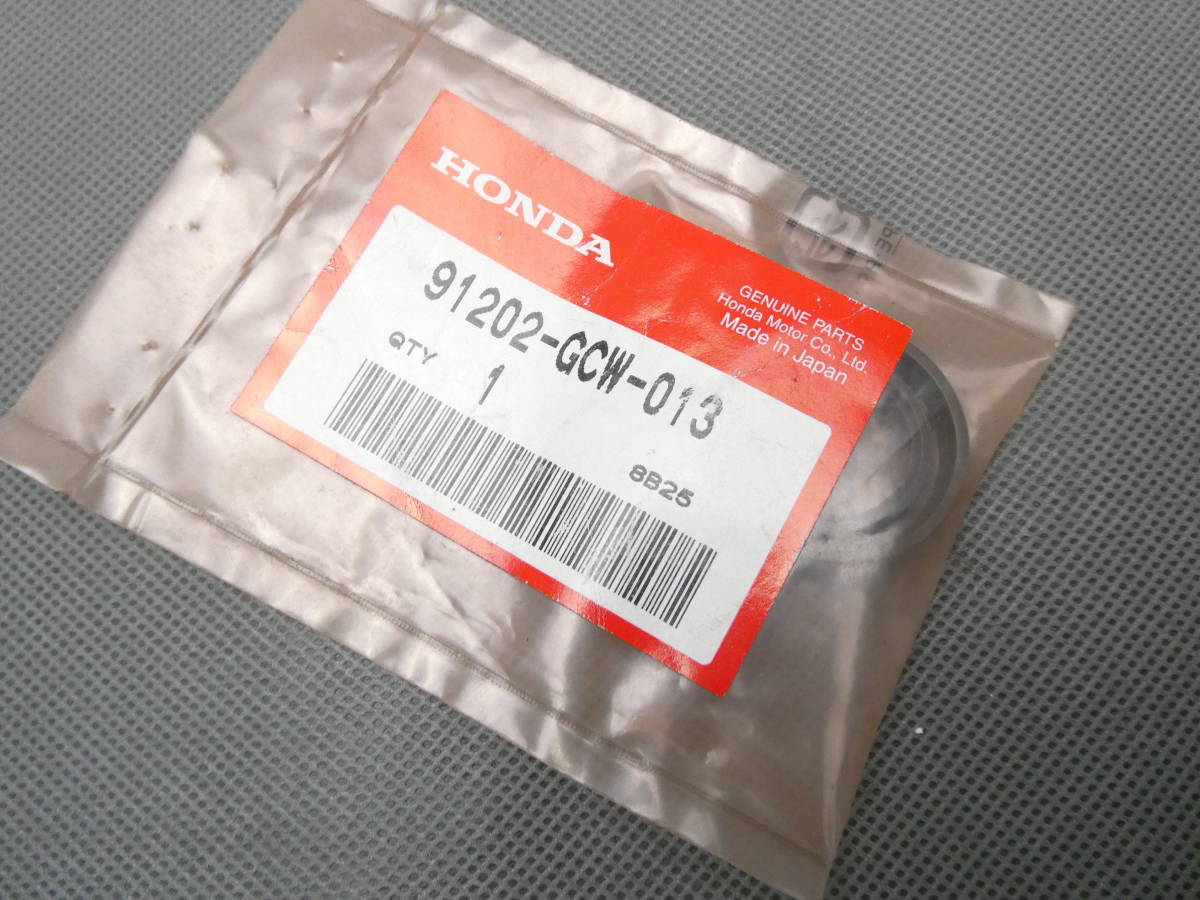 HONDA
GENUINE PARTS
Honda Motor Co., Ltd.
Made in Japan
91202-GCW-013
QTY 1
8B25